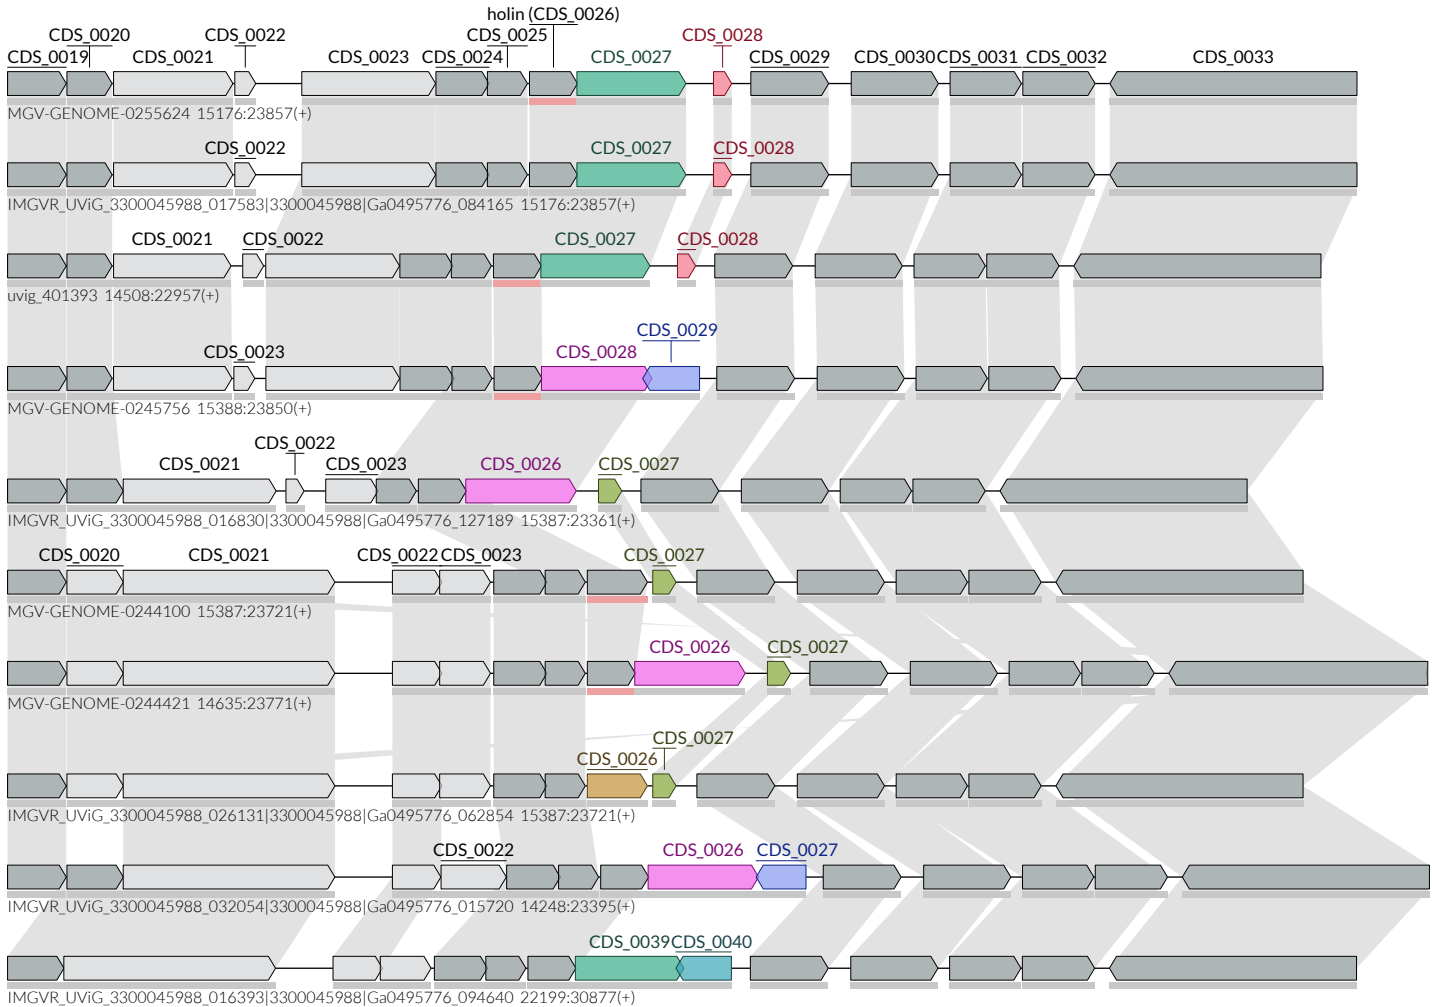 holin (CDS_0026)
CDS_0020 CDS_0022 CDS_0025 CDS_0028
CDS_0019 CDS_0021 CDS_0023 CDS_0024 CDS_0027 CDS_0029 CDS_0030 CDS_0031 CDS_0032 CDS_0033
MGV-GENOME-0255624 15176:23857(+)
CDS_0022 CDS_0027 CDS_0028
IMGVR_UViG_3300045988_017583|3300045988|Ga0495776_084165 15176:23857(+)
CDS_0021 CDS_0022 CDS_0027 CDS_0028
uvig_401393 14508:22957(+)
CDS_0029
CDS_0023 CDS_0028
MGV-GENOME-0245756 15388:23850(+)
CDS_0022
CDS_0021 CDS_0023 CDS_0026 CDS_0027
IMGVR_UViG_3300045988_016830|3300045988|Ga0495776_127189 15387:23361(+)
CDS_0020 CDS_0021 CDS_0022 CDS_0023 CDS_0027
MGV-GENOME-0244100 15387:23721(+)
CDS_0026 CDS_0027
MGV-GENOME-0244421 14635:23771(+)
CDS_0027
CDS_0026
IMGVR_UViG_3300045988_026131|3300045988|Ga0495776_062854 15387:23721(+)
CDS_0022 CDS_0026 CDS_0027
IMGVR_UViG_3300045988_032054|3300045988|Ga0495776_015720 14248:23395(+)
CDS_0039 CDS_0040
IMGVR_UViG_3300045988_016393|3300045988|Ga0495776_094640 22199:30877(+)